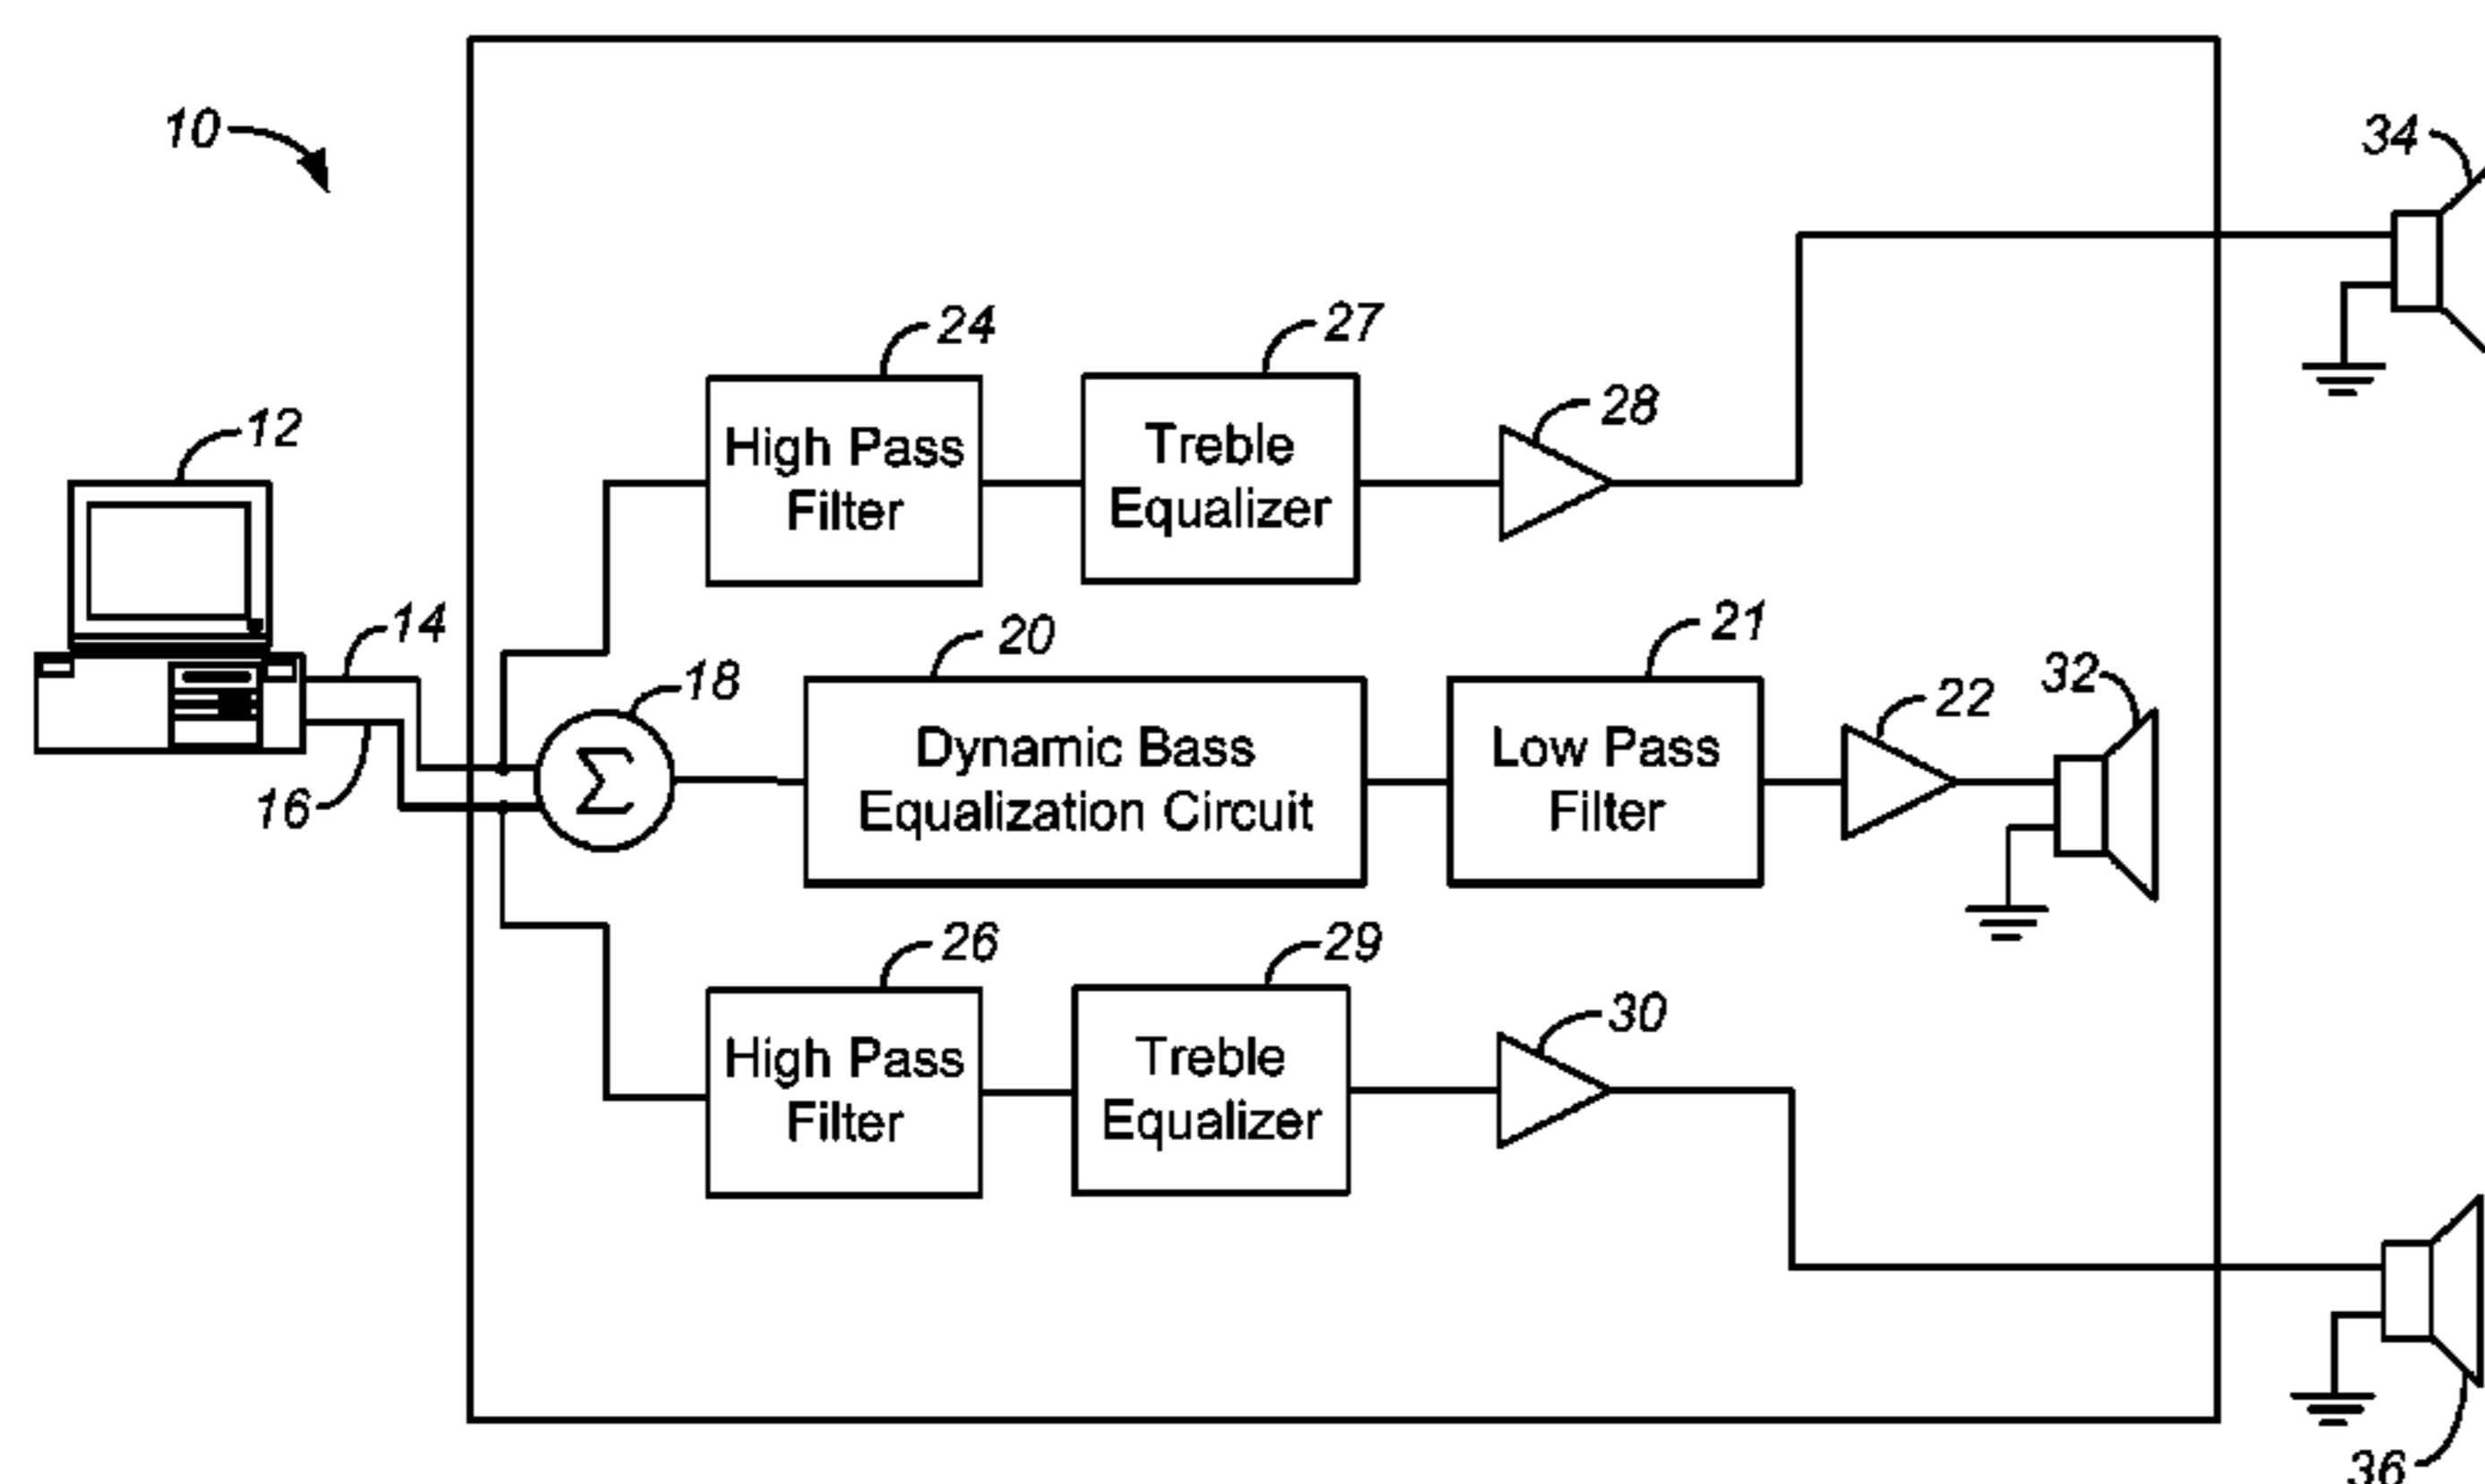 10
34
24
27
28
12
High Pass
Filter
Treble
Equalizer
14
20
21
18
32
22
16
Σ
Dynamic Bass
Equalization Circuit
Low Pass
Filter
26
29
30
High Pass
Filter
Treble
Equalizer
36